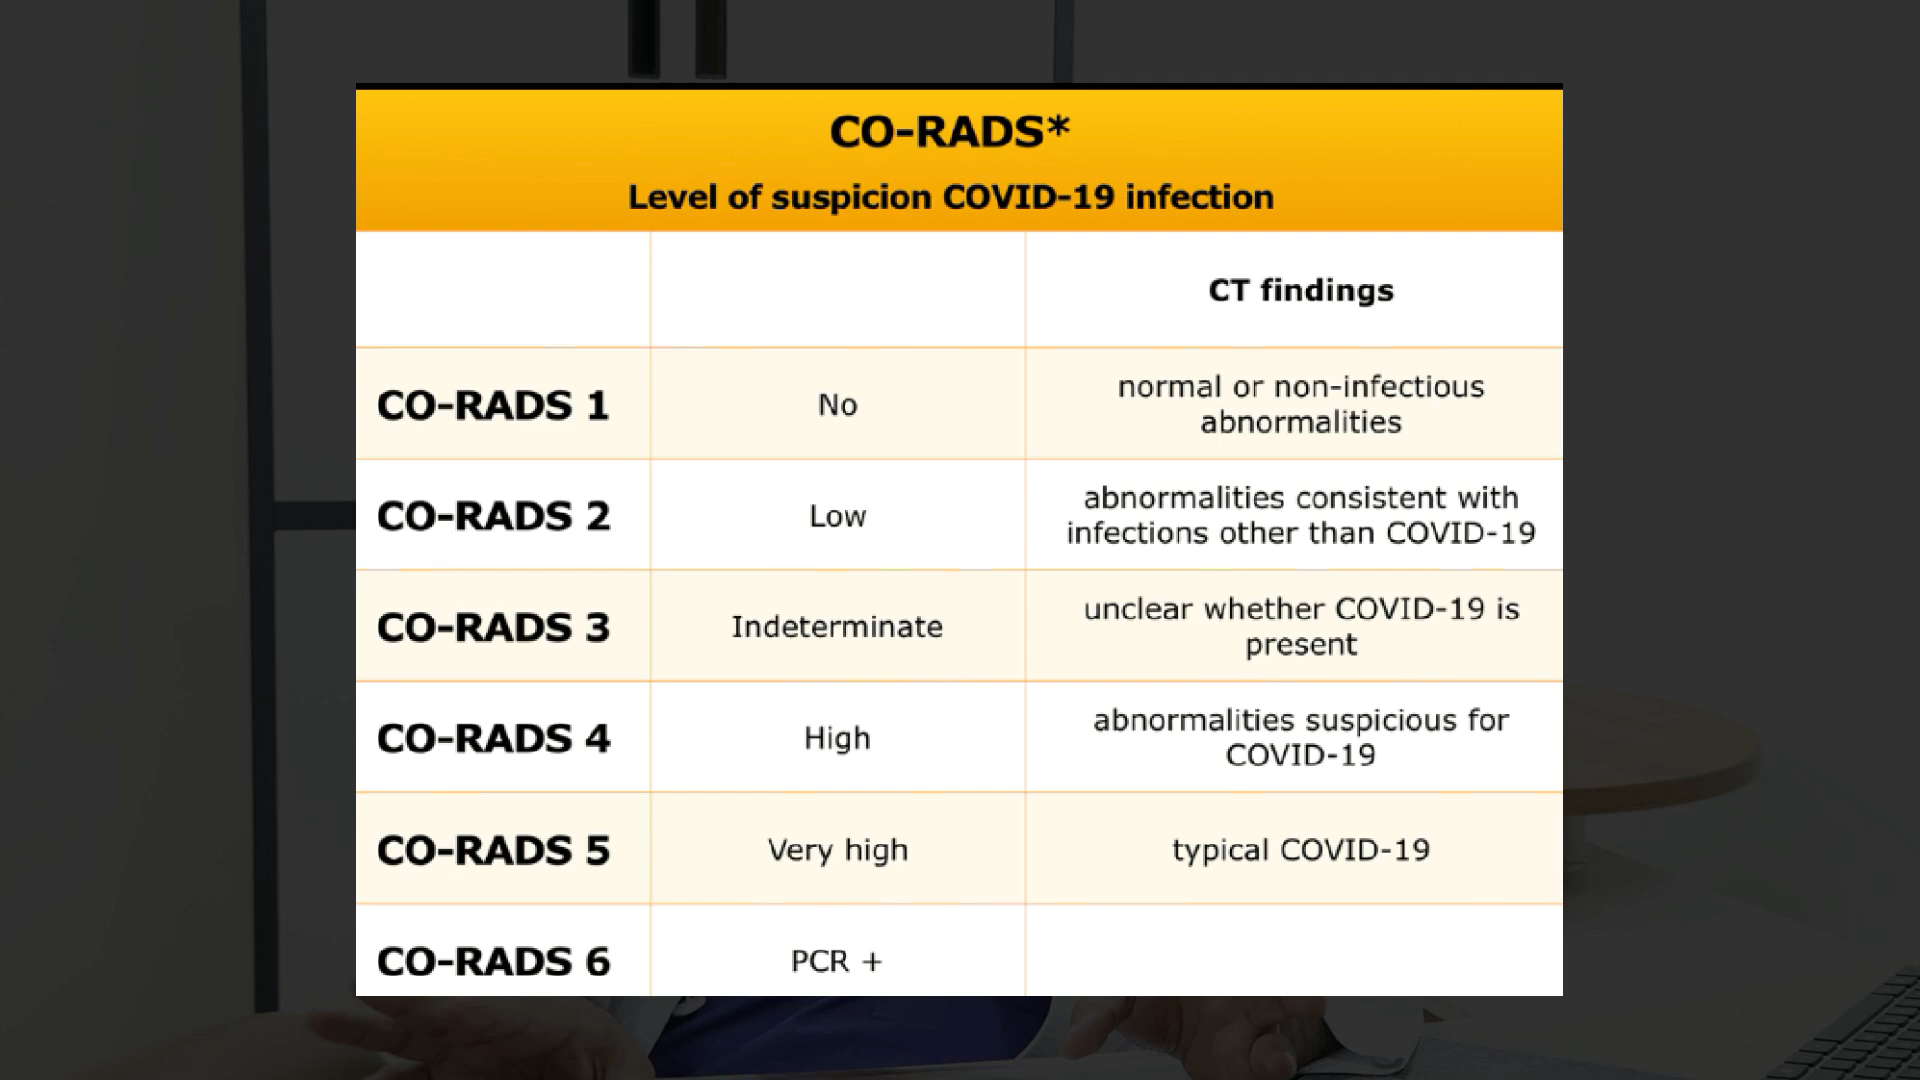 CO-RADS*
Level of suspicion COVID-19 infection
CT findings
CO-RADS 1
No
normal or non-infectious
abnormalities
CO-RADS 2
Low
abnormalities consistent with
infections other than COVID-19
CO-RADS 3
Indeterminate
unclear whether COVID-19 is
present
CO-RADS 4
High
abnormalities suspicious for
COVID-19
CO-RADS 5
Very high
typical COVID-19
CO-RADS 6
PCR +